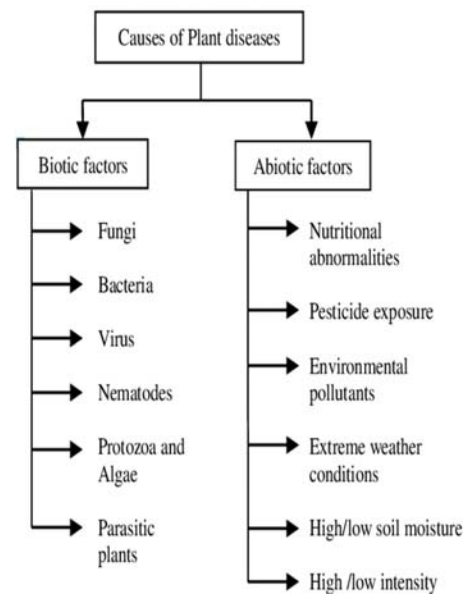 Causes of Plant diseases
Biotic factors
Fungi
Bacteria
Virus
Nematodes
Protozoa and
Algae
Parasitic
plants
Abiotic factors
Nutritional
abnormalities
Pesticide exposure
Environmental
pollutants
Extreme weather
conditions
High/low soil moisture
High /low intensity